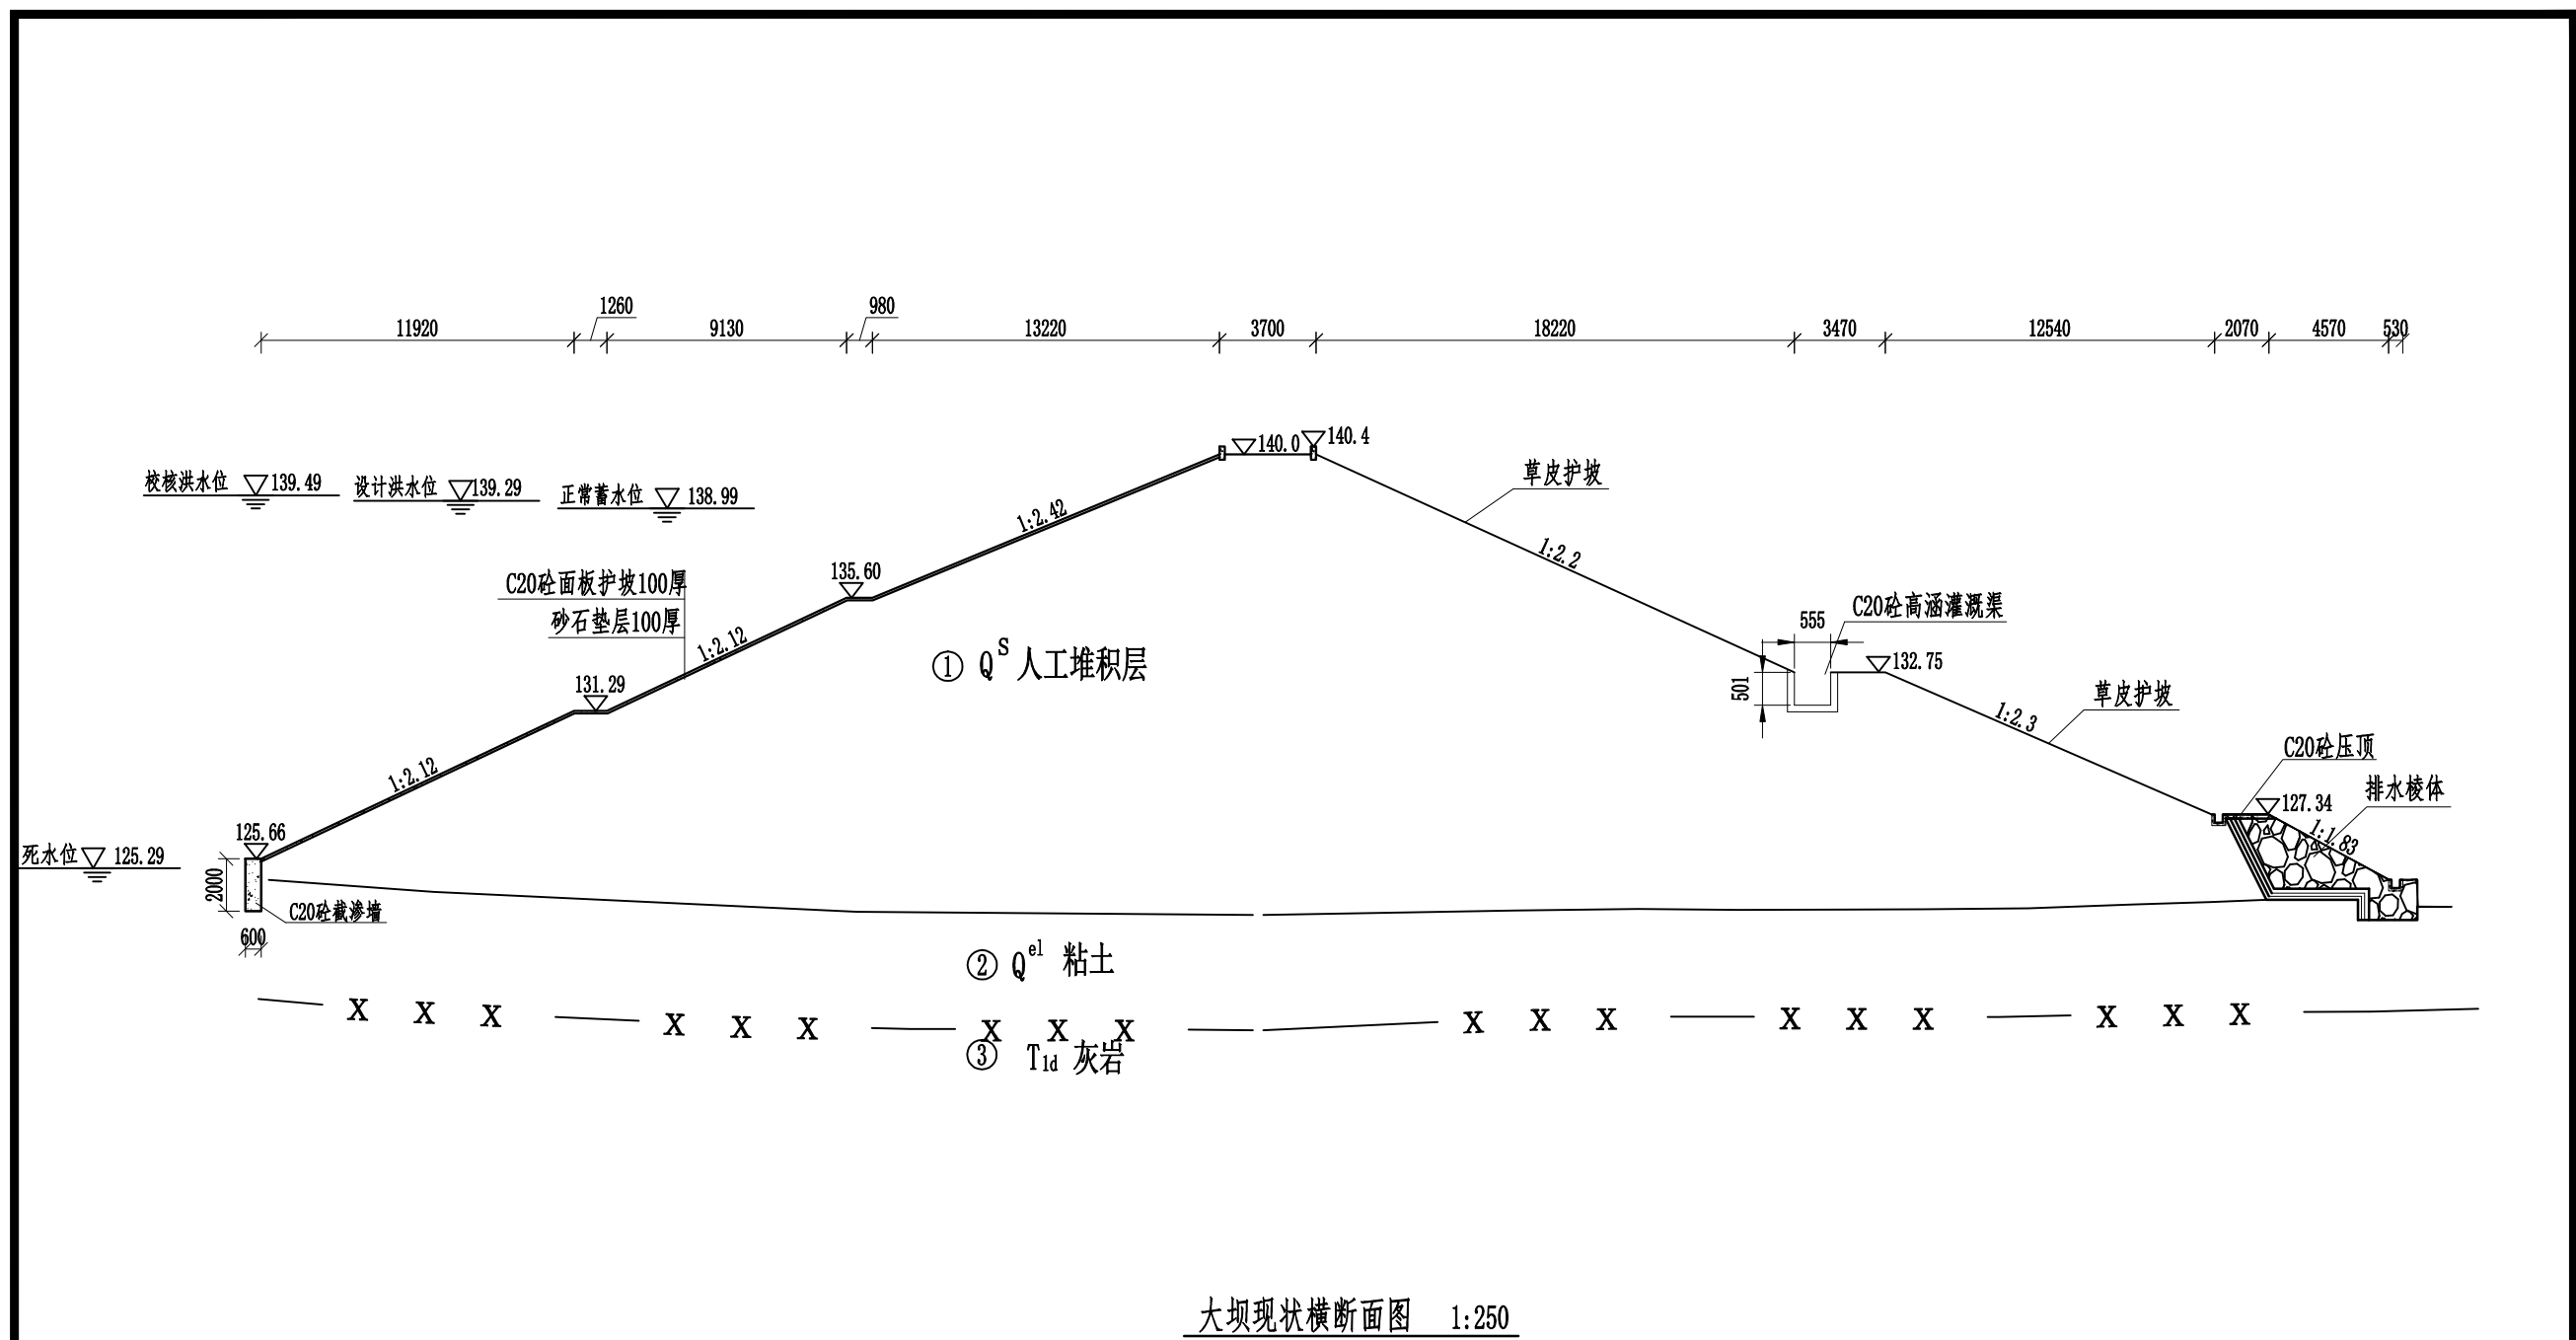 1260
980
11920
9130
13220
3700
18220
3470
12540
2070
4570
530
140.0
140.4
校核洪水位 139.49
设计洪水位 139.29
正常蓄水位 138.99
草皮护坡
1:2.42
1:2.2
135.60
C20砼面板护坡100厚
砂石垫层100厚
1:2.12
555
C20砼高涵灌溉渠
① Qˢ 人工堆积层
132.75
131.29
501
草皮护坡
1:2.3
C20砼压顶
1:2.12
排水棱体
127.34
1:1.83
125.66
死水位 125.29
2000
C20砼截渗墙
600
② Qᵉˡ 粘土
X X X X X X X X X X X X X X X X X X
③ T1d 灰岩
大坝现状横断面图 1:250